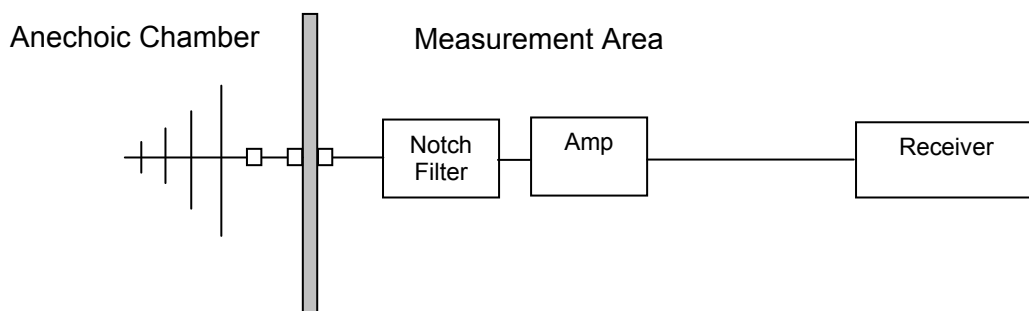 Anechoic Chamber
Measurement Area
Notch
Filter
Amp
Receiver